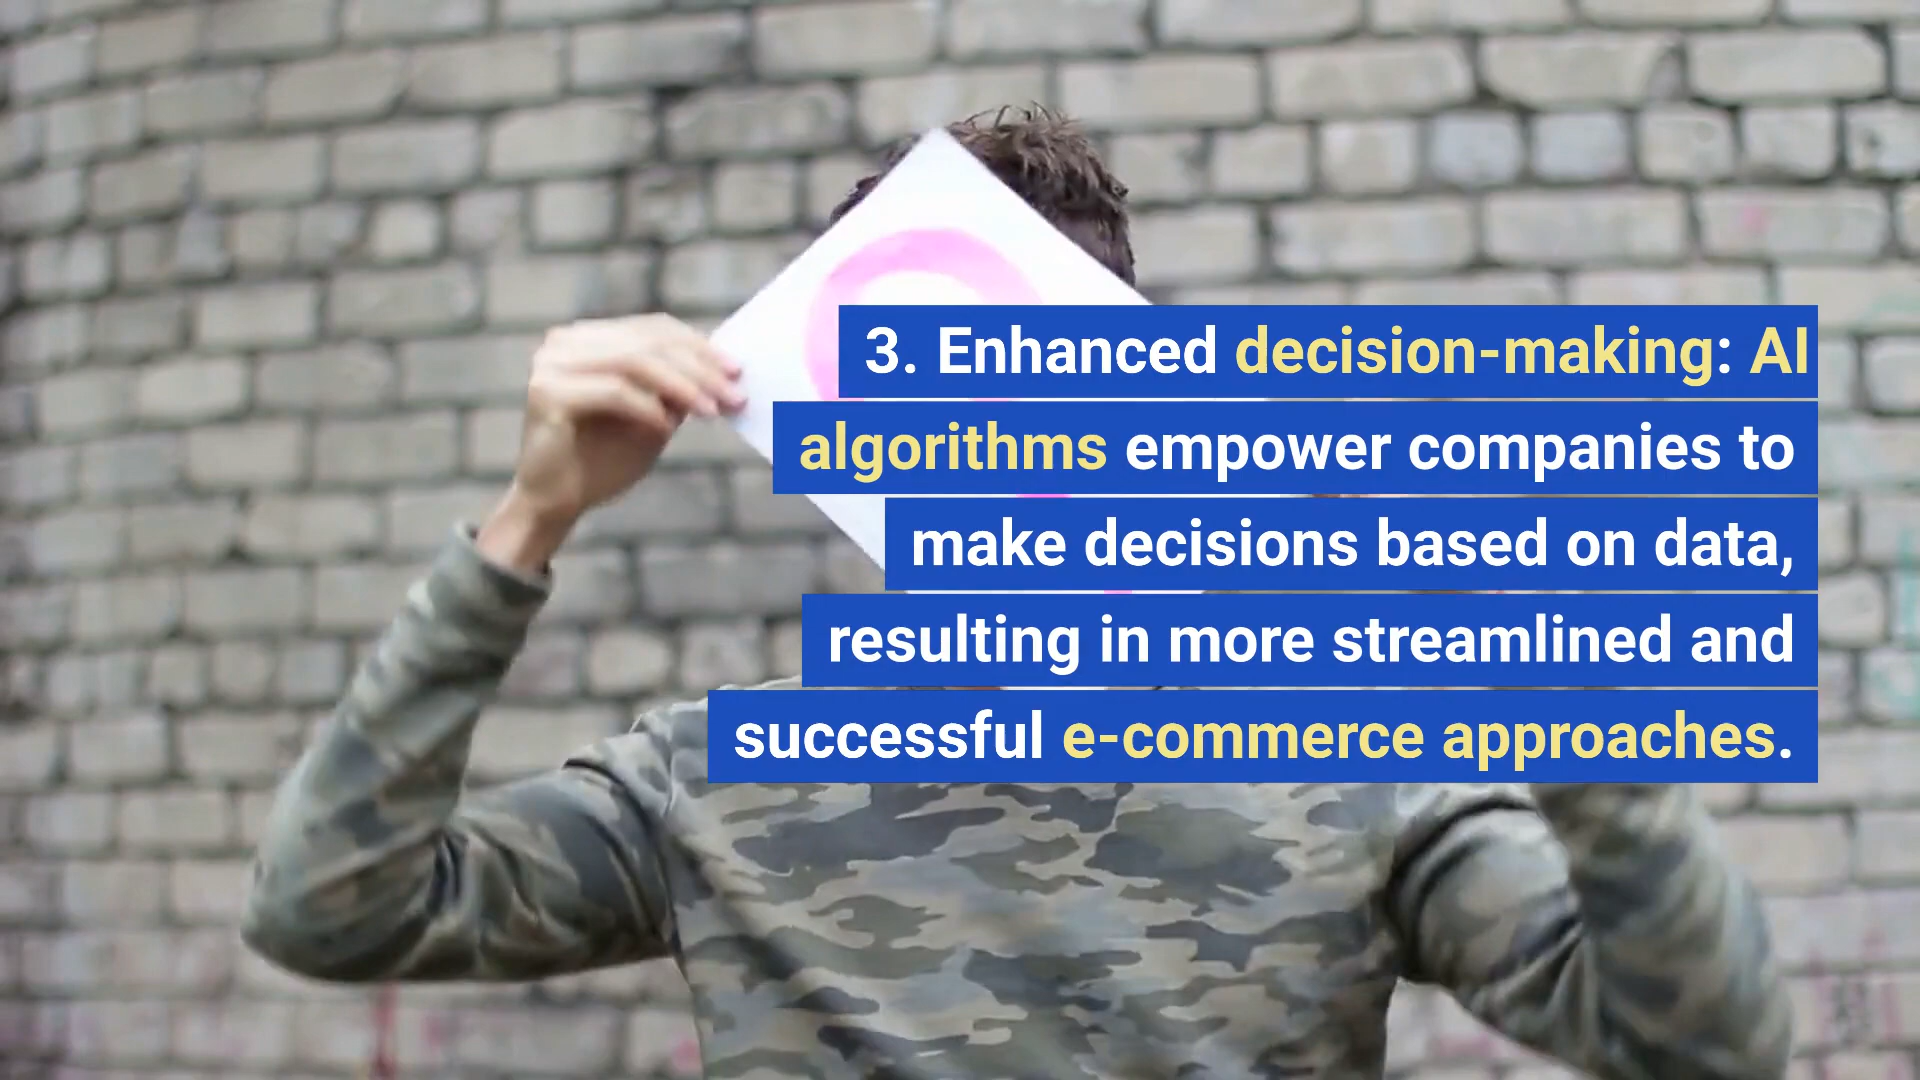 3. Enhanced decision-making: AI
algorithms empower companies to
make decisions based on data,
resulting in more streamlined and
successful e-commerce approaches.